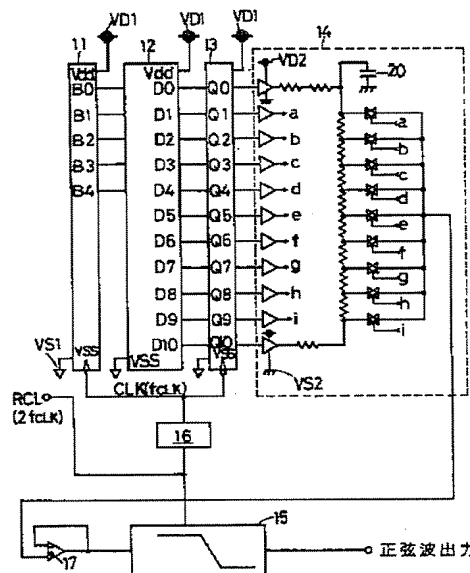 VD1 VD1 VD1
11 12 13 14
Vdd Vdd VD2
20
B0 D0 Q0
B1 D1 Q1 a a
B2 D2 Q2 b b
B3 D3 Q3 c c
B4 D4 Q4 d d
D5 Q5 e e
D6 Q6 f f
D7 Q7 g g
D8 Q8 h h
D9 Q9 i i
D10 Q10
VS1 VSS VSS VSS VS2
CLK(fCLK)
RCL
(2fCLK)
16
15
17
正弦波出力